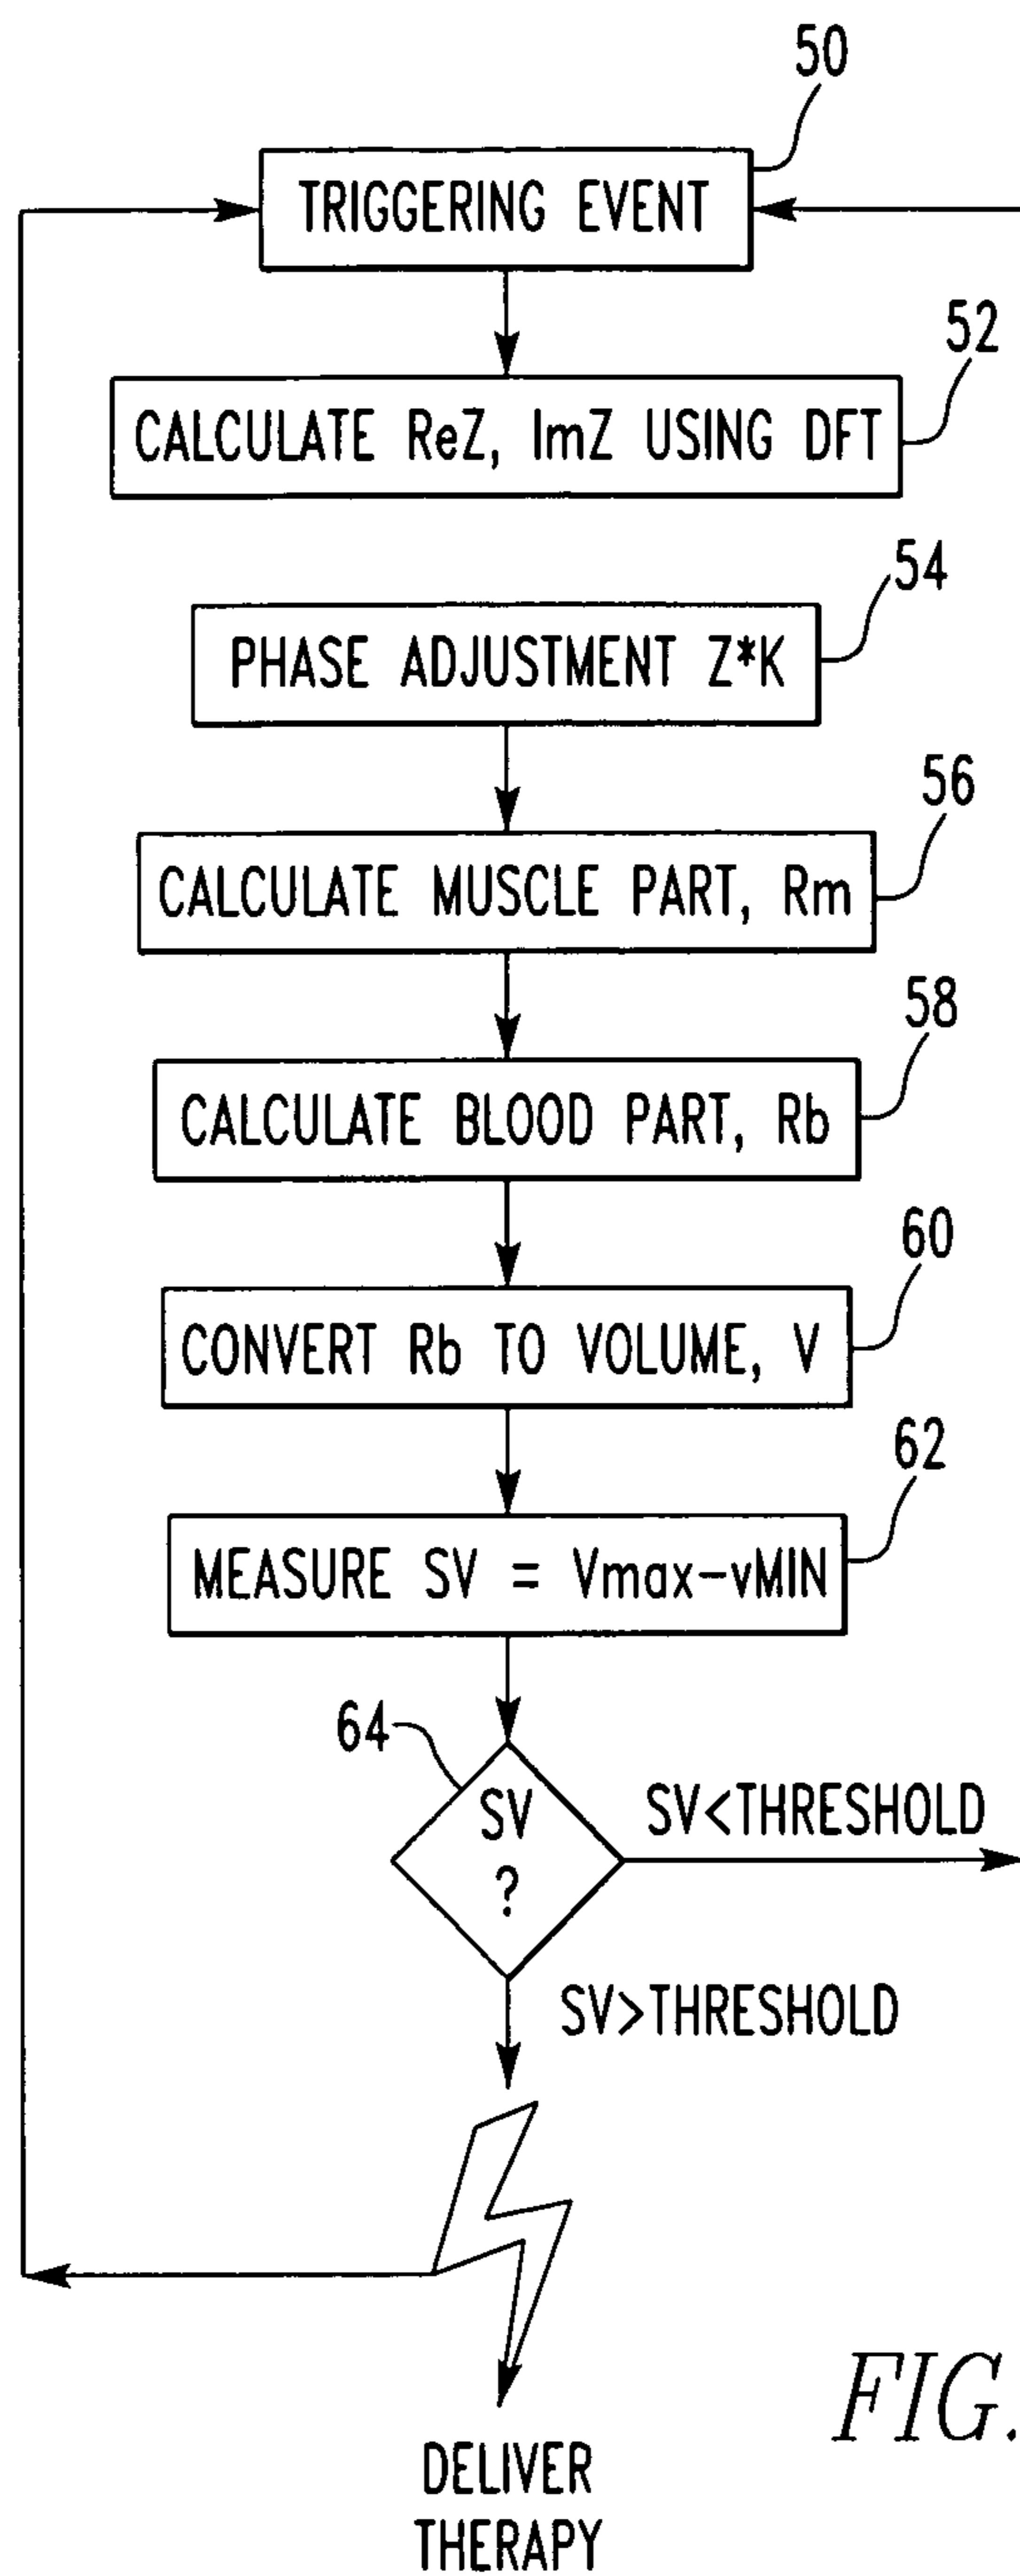 50
TRIGGERING EVENT
52
CALCULATE ReZ, ImZ USING DFT
54
PHASE ADJUSTMENT Z*K
56
CALCULATE MUSCLE PART, Rm
58
CALCULATE BLOOD PART, Rb
60
CONVERT Rb TO VOLUME, V
62
MEASURE SV = Vmax-vMIN
64
SV
?
SV<THRESHOLD
SV>THRESHOLD
FIG.
DELIVER
THERAPY